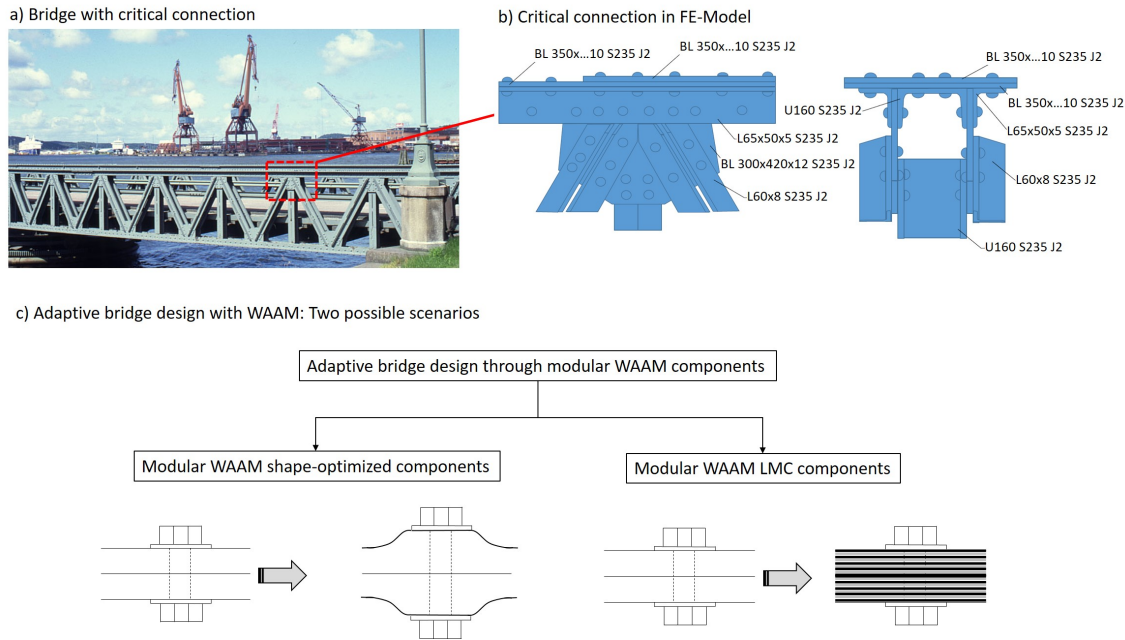 a) Bridge with critical connection
b) Critical connection in FE-Model
BL 350x...10 S235 J2
BL 350x...10 S235 J2
U160 S235 J2
L65x50x5 S235 J2
BL 300x420x12 S235 J2
L60x8 S235 J2
BL 350x...10 S235 J2
BL 350x...10 S235 J2
L65x50x5 S235 J2
L60x8 S235 J2
U160 S235 J2
c) Adaptive bridge design with WAAM: Two possible scenarios
Adaptive bridge design through modular WAAM components
Modular WAAM shape-optimized components
Modular WAAM LMC components